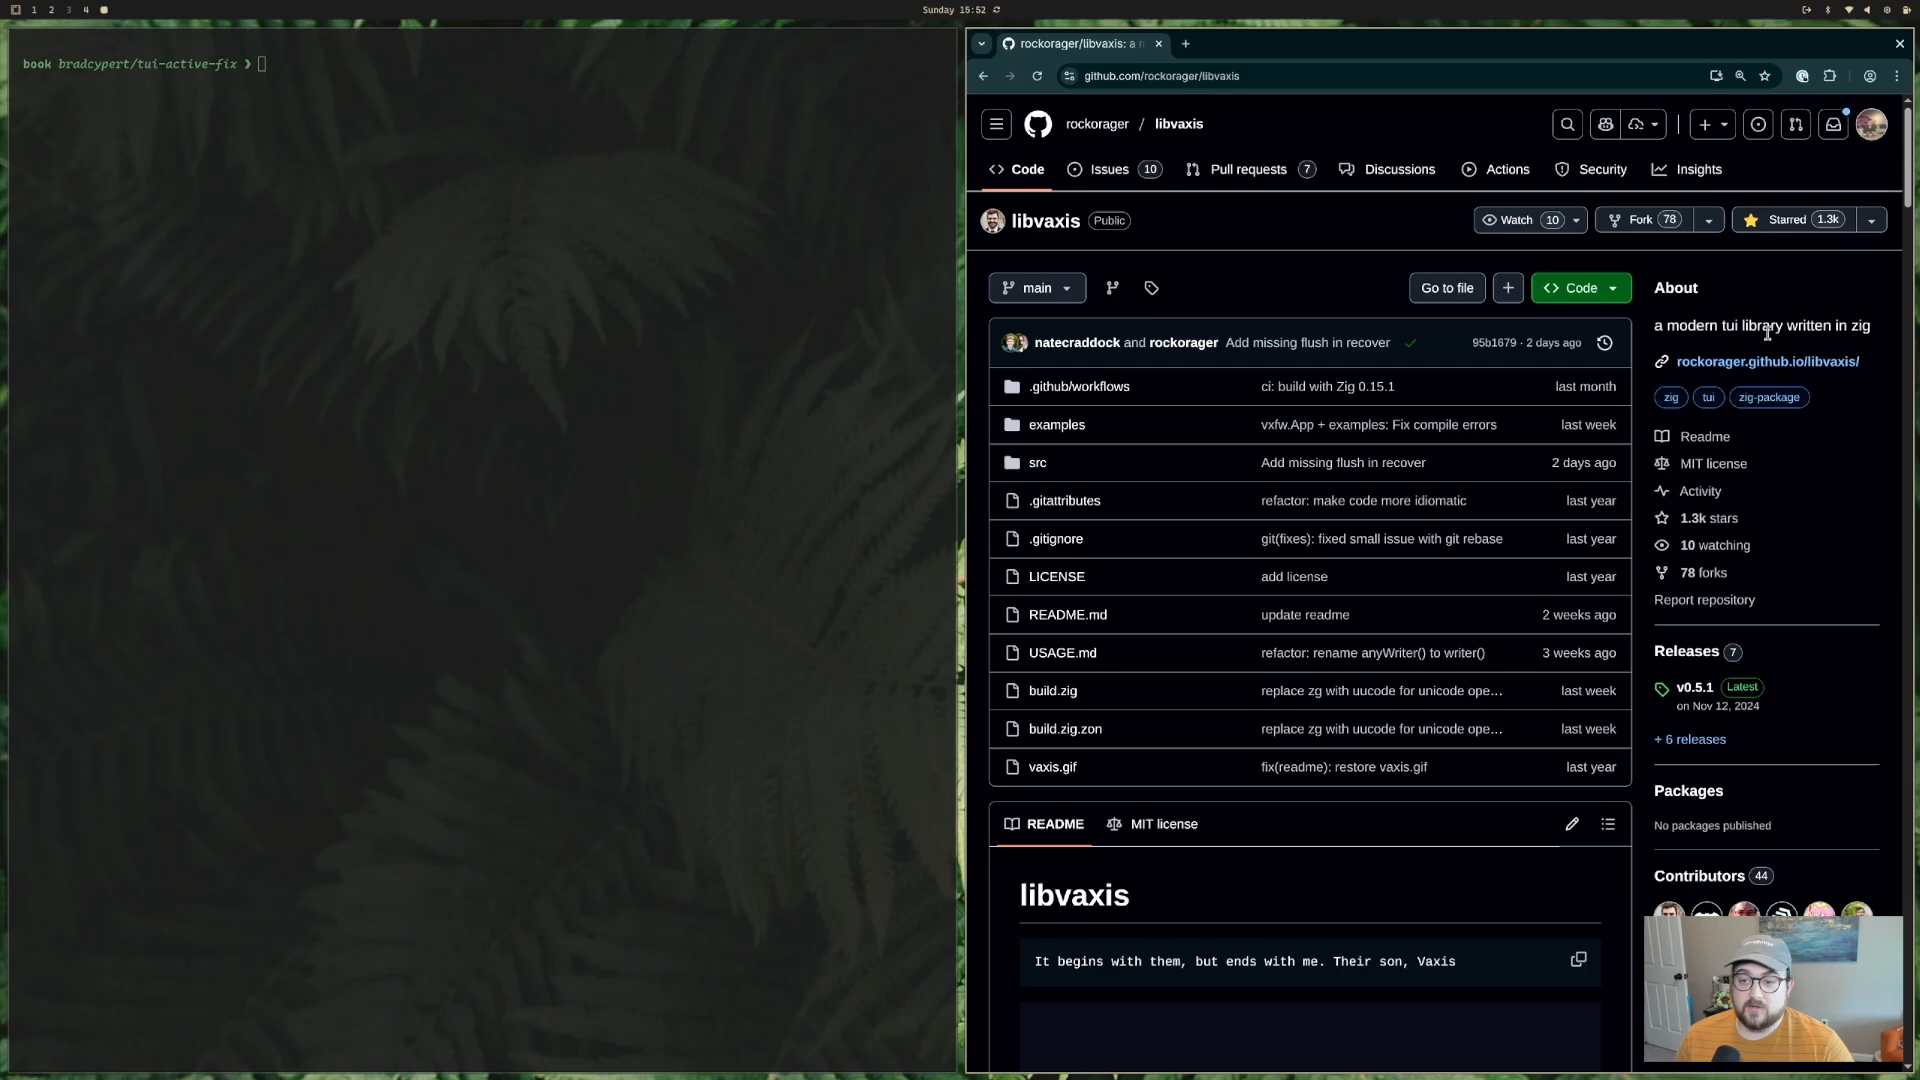 1 2 3 4
Sunday 15:52
book bradcypert/tui-active-fix ❯
rockorager/libvaxis: a m
github.com/rockorager/libvaxis
rockorager / libvaxis
Code
Issues 10
Pull requests 7
Discussions
Actions
Security
Insights
libvaxis Public
Watch 10
Fork 78
Starred 1.3k
main
Go to file
Code
natecraddock and rockorager Add missing flush in recover 95b1679 · 2 days ago
.github/workflows ci: build with Zig 0.15.1 last month
examples vxfw.App + examples: Fix compile errors last week
src Add missing flush in recover 2 days ago
.gitattributes refactor: make code more idiomatic last year
.gitignore git(fixes): fixed small issue with git rebase last year
LICENSE add license last year
README.md update readme 2 weeks ago
USAGE.md refactor: rename anyWriter() to writer() 3 weeks ago
build.zig replace zg with uucode for unicode ope… last week
build.zig.zon replace zg with uucode for unicode ope… last week
vaxis.gif fix(readme): restore vaxis.gif last year
README
MIT license
libvaxis
It begins with them, but ends with me. Their son, Vaxis
About
a modern tui library written in zig
rockorager.github.io/libvaxis/
zig tui zig-package
Readme
MIT license
Activity
1.3k stars
10 watching
78 forks
Report repository
Releases 7
v0.5.1 Latest
on Nov 12, 2024
+ 6 releases
Packages
No packages published
Contributors 44